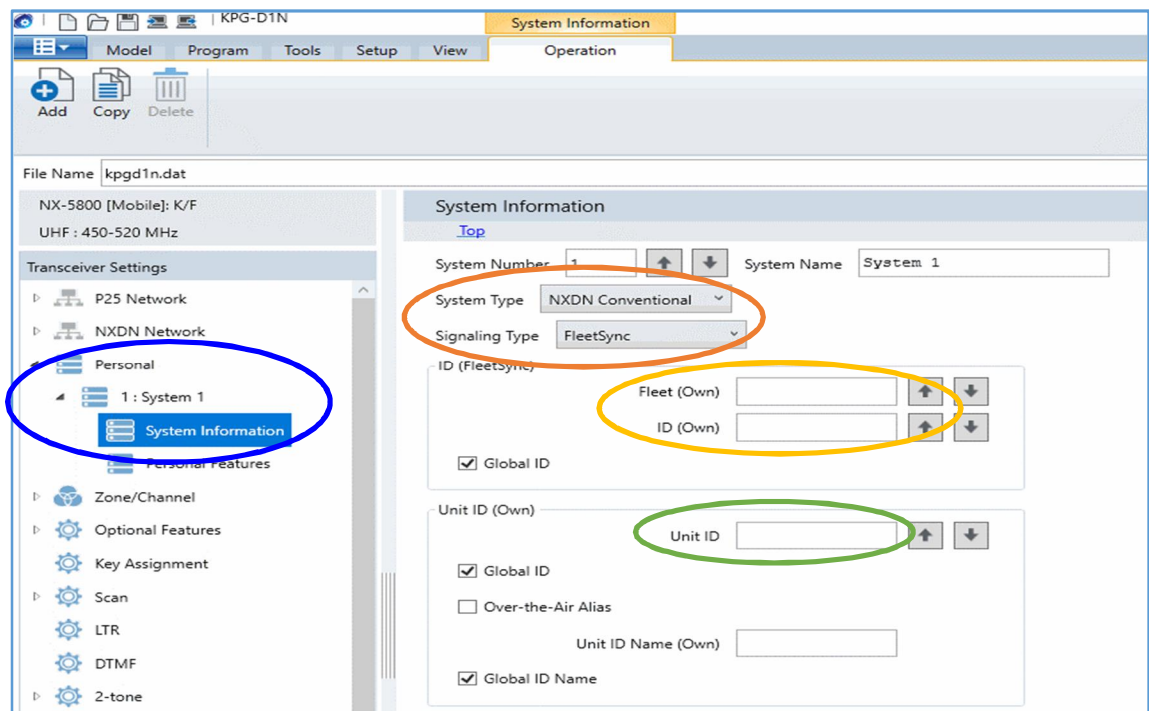 KPG-D1N
System Information
Model Program Tools Setup View Operation
Add Copy Delete
File Name kpgd1n.dat
NX-5800 [Mobile]: K/F
UHF : 450-520 MHz
Transceiver Settings
P25 Network
NXDN Network
Personal
1 : System 1
System Information
Personal Features
Zone/Channel
Optional Features
Key Assignment
Scan
LTR
DTMF
2-tone
System Information
Top
System Number 1 System Name System 1
System Type NXDN Conventional
Signaling Type FleetSync
ID (FleetSync)
Fleet (Own)
ID (Own)
Global ID
Unit ID (Own)
Unit ID
Global ID
Over-the-Air Alias
Unit ID Name (Own)
Global ID Name